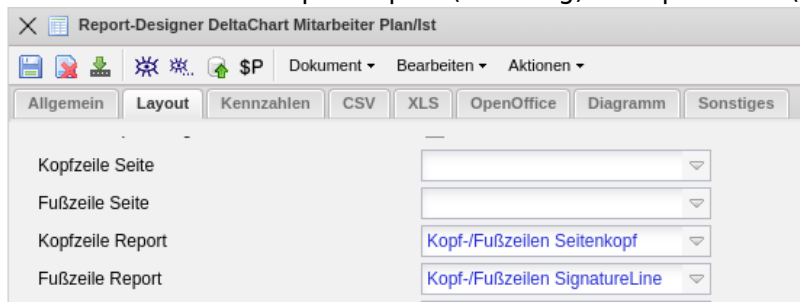 Report-Designer DeltaChart Mitarbeiter Plan/Ist
$P Dokument Bearbeiten Aktionen
Allgemein Layout Kennzahlen CSV XLS OpenOffice Diagramm Sonstiges
Kopfzeile Seite
Fußzeile Seite
Kopfzeile Report Kopf-/Fußzeilen Seitenkopf
Fußzeile Report Kopf-/Fußzeilen SignatureLine